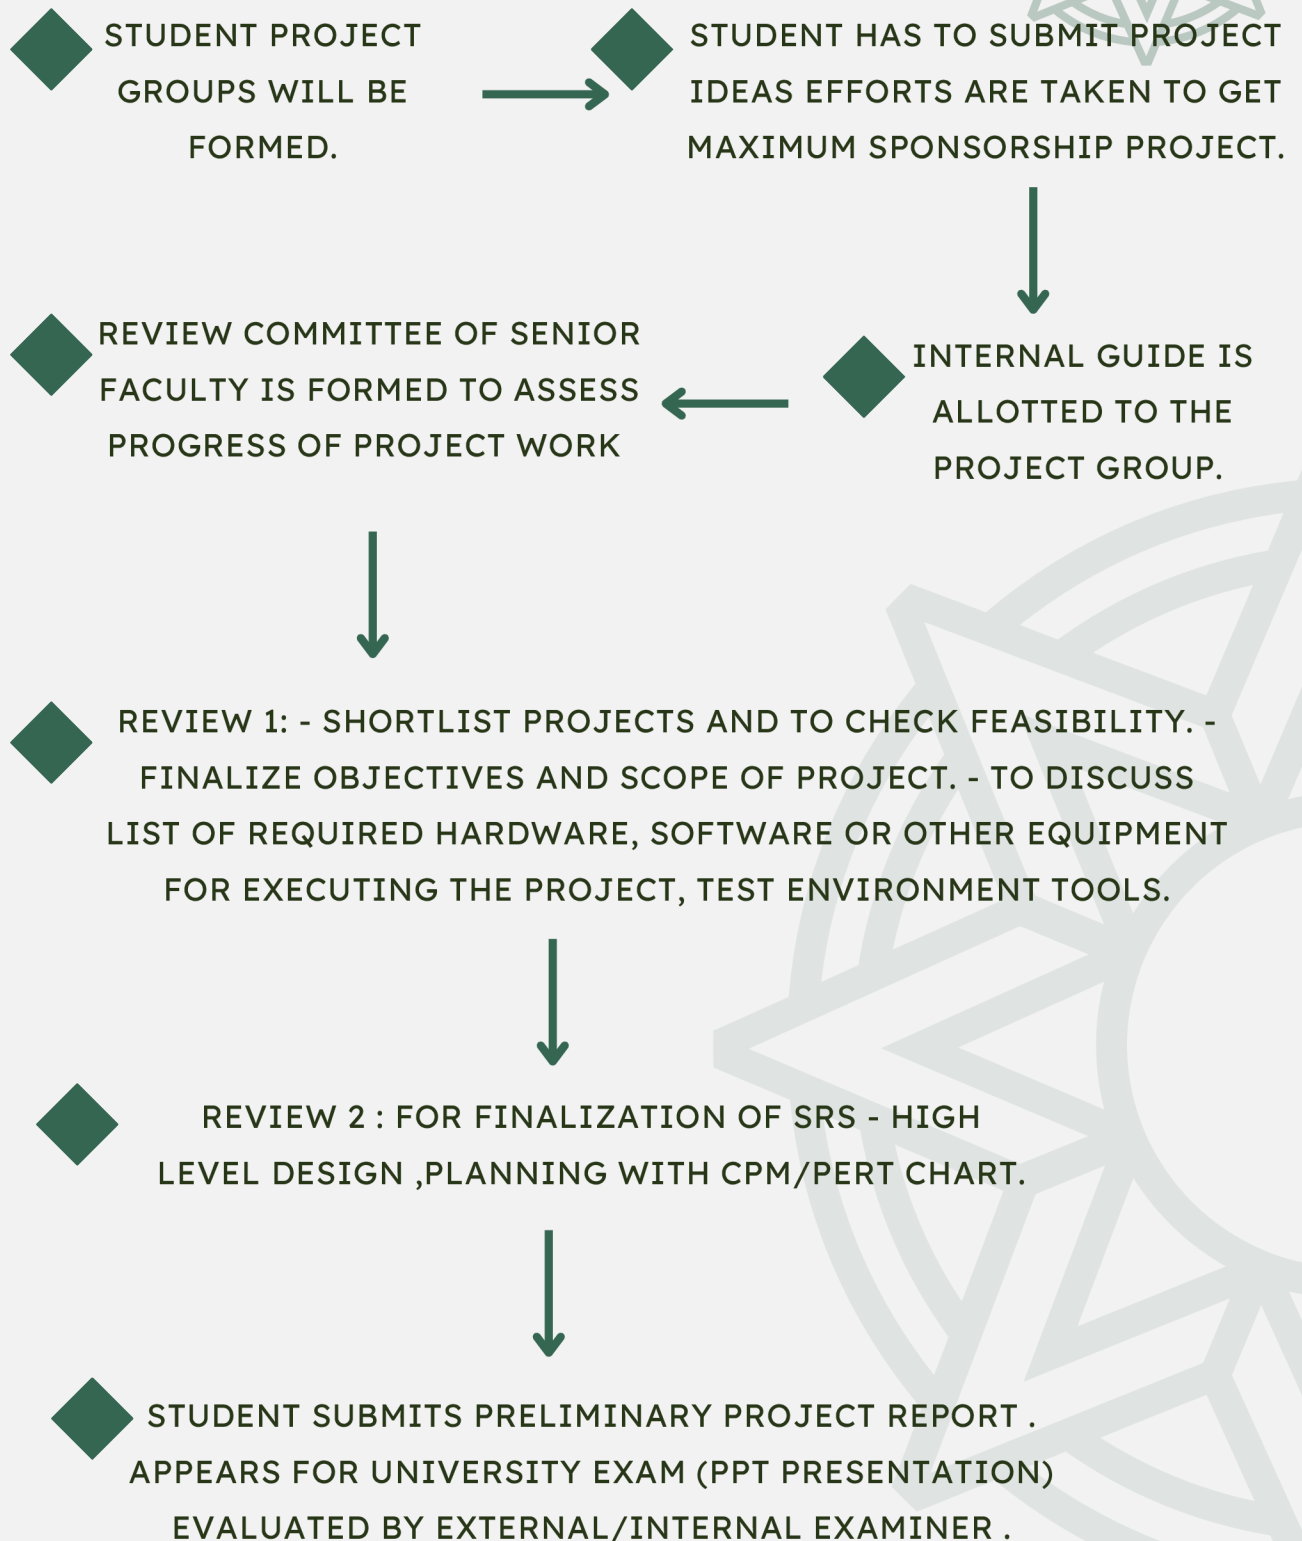 STUDENT PROJECT
GROUPS WILL BE
FORMED.
STUDENT HAS TO SUBMIT PROJECT
IDEAS EFFORTS ARE TAKEN TO GET
MAXIMUM SPONSORSHIP PROJECT.
INTERNAL GUIDE IS
ALLOTTED TO THE
PROJECT GROUP.
REVIEW COMMITTEE OF SENIOR
FACULTY IS FORMED TO ASSESS
PROGRESS OF PROJECT WORK
REVIEW 1: - SHORTLIST PROJECTS AND TO CHECK FEASIBILITY. -
FINALIZE OBJECTIVES AND SCOPE OF PROJECT. - TO DISCUSS
LIST OF REQUIRED HARDWARE, SOFTWARE OR OTHER EQUIPMENT
FOR EXECUTING THE PROJECT, TEST ENVIRONMENT TOOLS.
REVIEW 2 : FOR FINALIZATION OF SRS - HIGH
LEVEL DESIGN ,PLANNING WITH CPM/PERT CHART.
STUDENT SUBMITS PRELIMINARY PROJECT REPORT .
APPEARS FOR UNIVERSITY EXAM (PPT PRESENTATION)
EVALUATED BY EXTERNAL/INTERNAL EXAMINER .